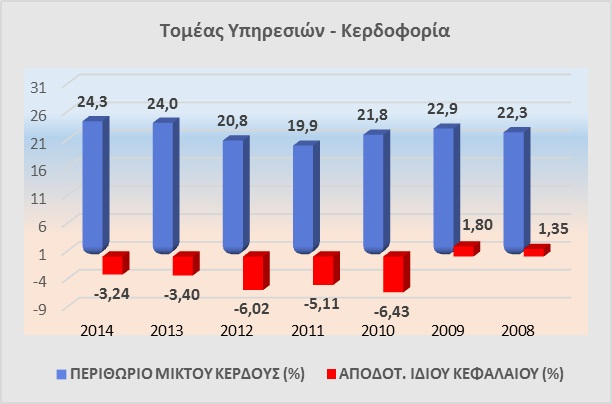 Τομέας Υπηρεσιών - Κερδοφορία
31
26
21
16
11
6
1
-4
-9
24,3 24,0 20,8 19,9 21,8 22,9 22,3
1,80 1,35
-3,24 -3,40 -6,02 -5,11 -6,43
2014 2013 2012 2011 2010 2009 2008
ΠΕΡΙΘΩΡΙΟ ΜΙΚΤΟΥ ΚΕΡΔΟΥΣ (%) ΑΠΟΔΟΤ. ΙΔΙΟΥ ΚΕΦΑΛΑΙΟΥ (%)